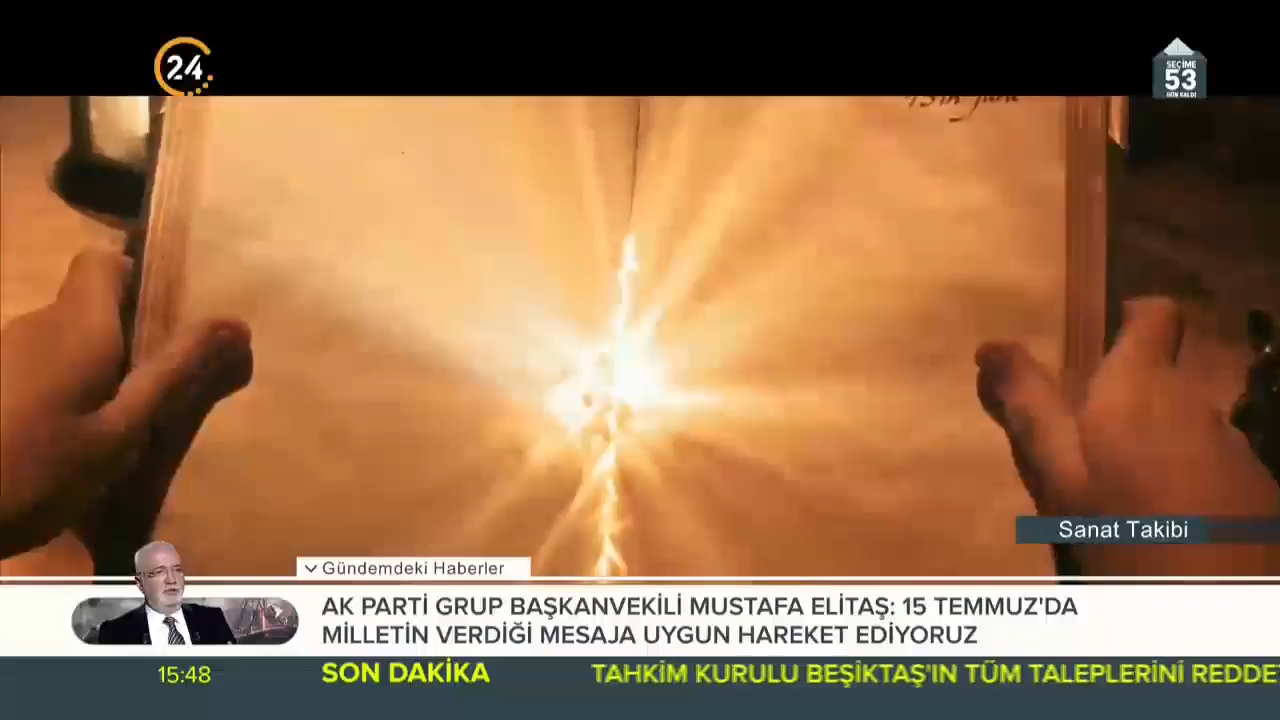 24
SEÇİME
53
GÜN KALDI
Sanat Takibi
Gündemdeki Haberler
AK PARTİ GRUP BAŞKANVEKİLİ MUSTAFA ELİTAŞ: 15 TEMMUZ'DA
MİLLETİN VERDİĞİ MESAJA UYGUN HAREKET EDİYORUZ
15:48
SON DAKİKA
TAHKİM KURULU BEŞİKTAŞ'IN TÜM TALEPLERİNİ REDDE